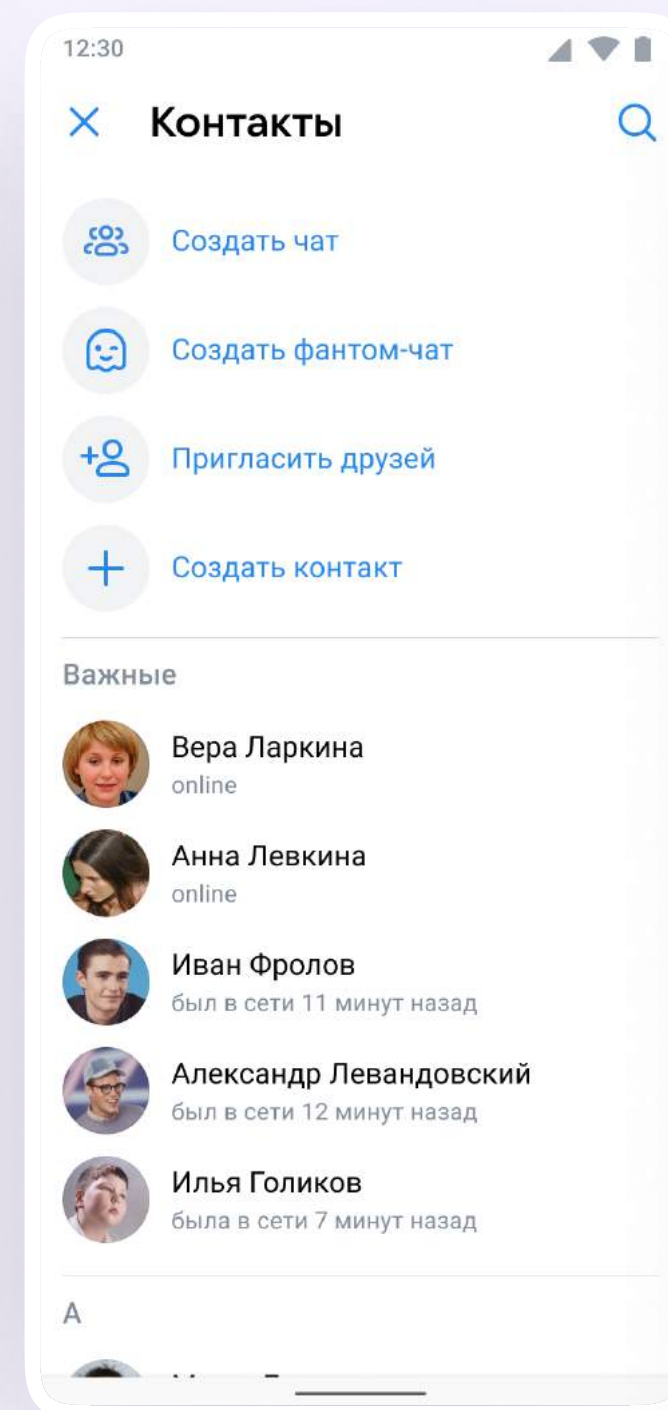 12:30
Контакты
Создать чат
Создать фантом-чат
Пригласить друзей
Создать контакт
Важные
Вера Ларкина
online
Анна Левкина
online
Иван Фролов
был в сети 11 минут назад
Александр Левандовский
был в сети 12 минут назад
Илья Голиков
была в сети 7 минут назад
А